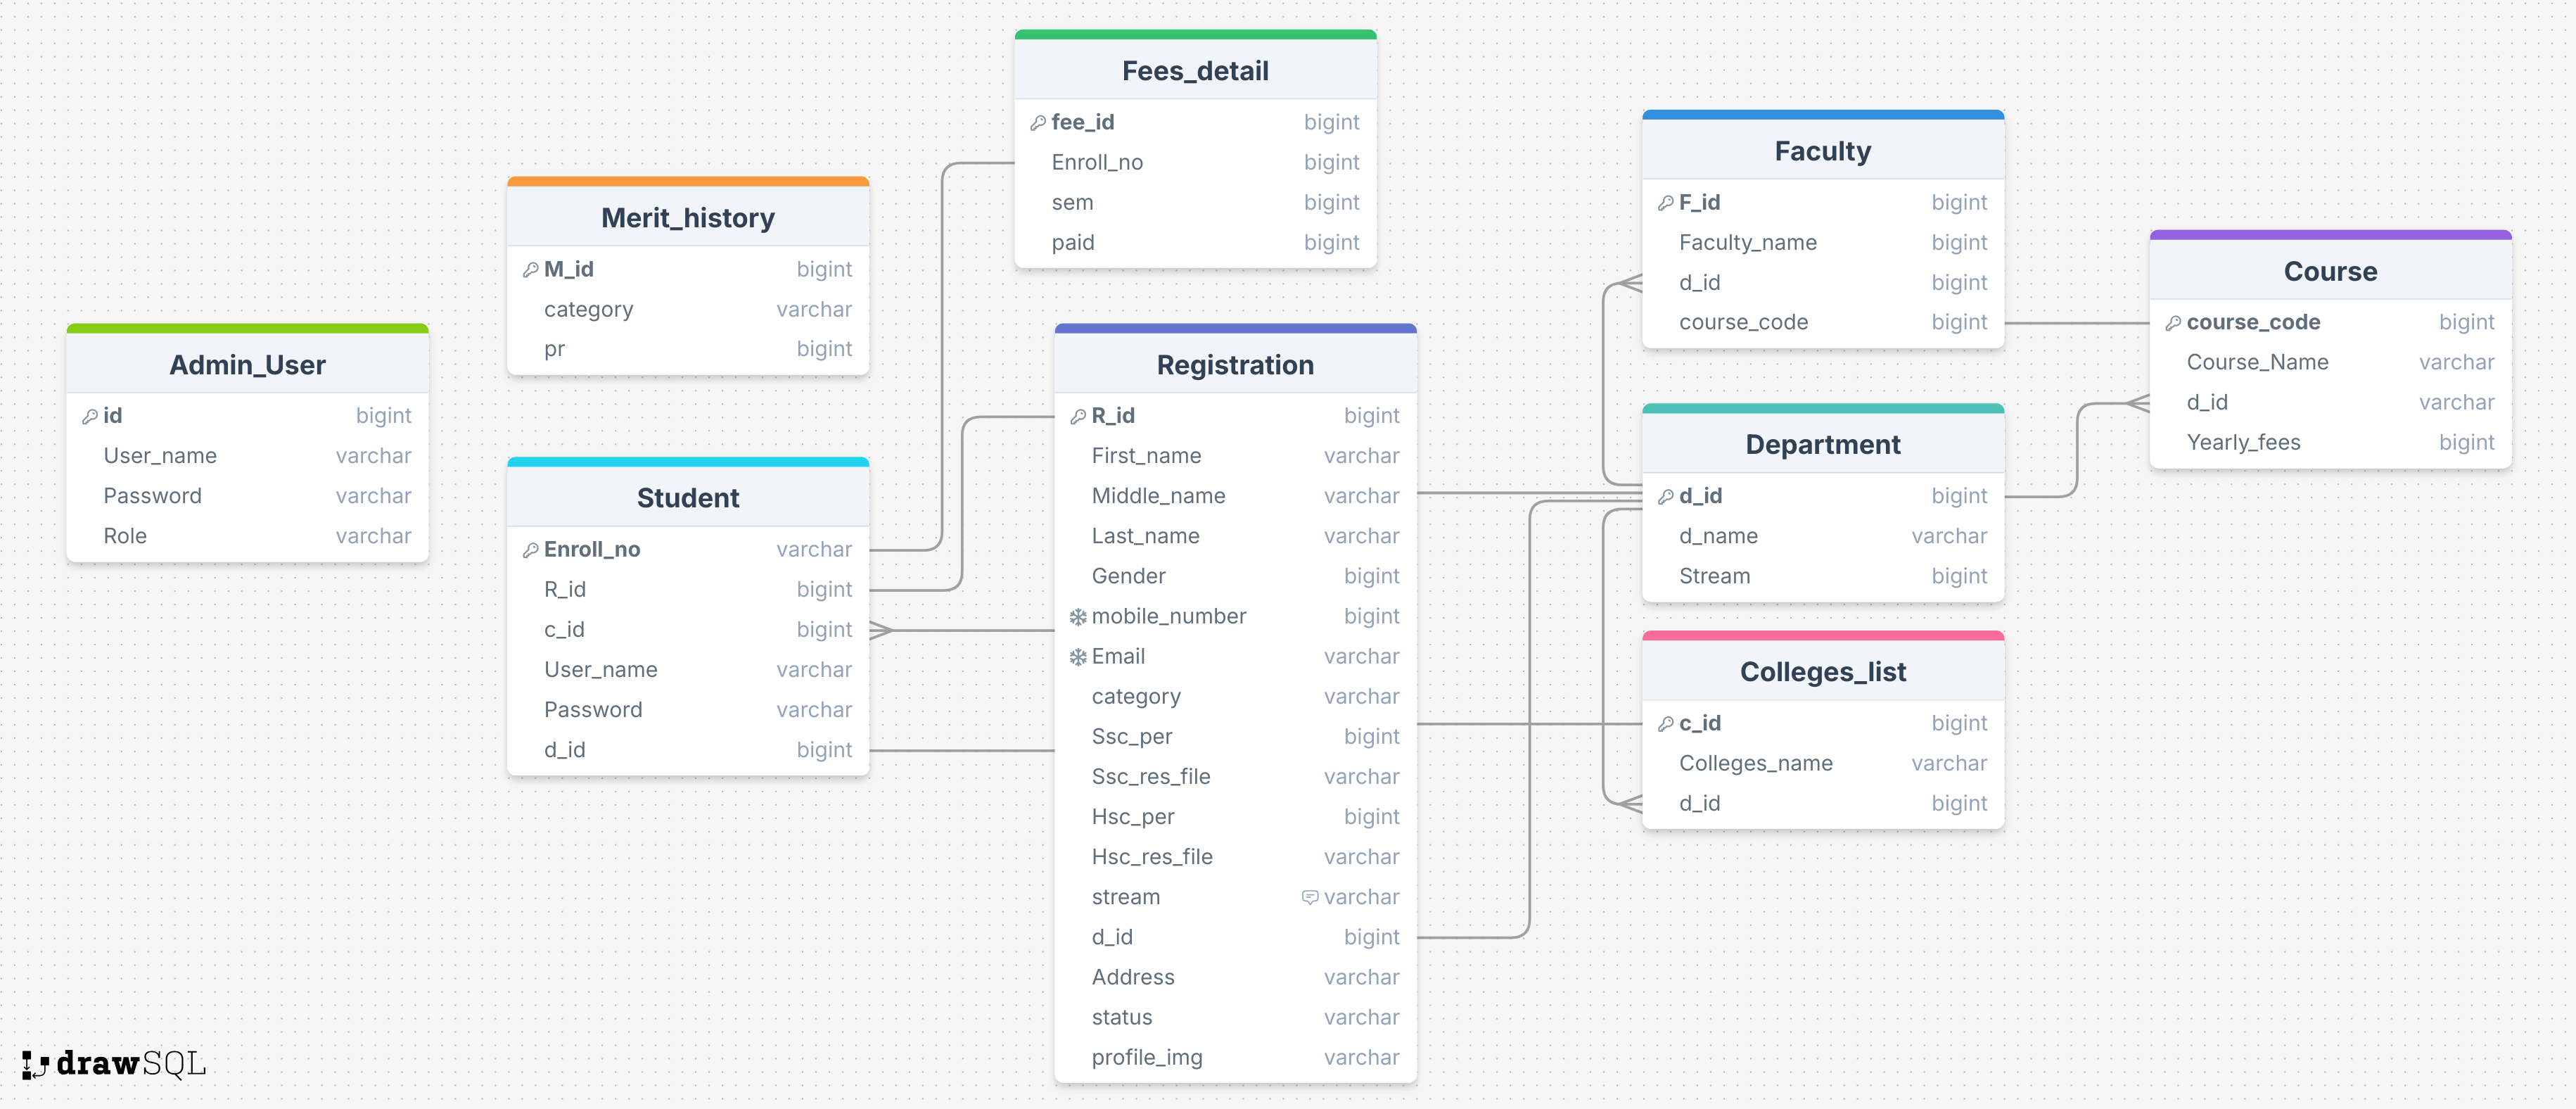 Fees_detail
fee_id bigint
Enroll_no bigint
sem bigint
paid bigint
Merit_history
M_id bigint
category varchar
pr bigint
Admin_User
id bigint
User_name varchar
Password varchar
Role varchar
Student
Enroll_no varchar
R_id bigint
c_id bigint
User_name varchar
Password varchar
d_id bigint
Registration
R_id bigint
First_name varchar
Middle_name varchar
Last_name varchar
Gender bigint
mobile_number bigint
Email varchar
category varchar
Ssc_per bigint
Ssc_res_file varchar
Hsc_per bigint
Hsc_res_file varchar
stream varchar
d_id bigint
Address varchar
status varchar
profile_img varchar
Faculty
F_id bigint
Faculty_name bigint
d_id bigint
course_code bigint
Department
d_id bigint
d_name varchar
Stream bigint
Colleges_list
c_id bigint
Colleges_name varchar
d_id bigint
Course
course_code bigint
Course_Name varchar
d_id varchar
Yearly_fees bigint
drawSQL